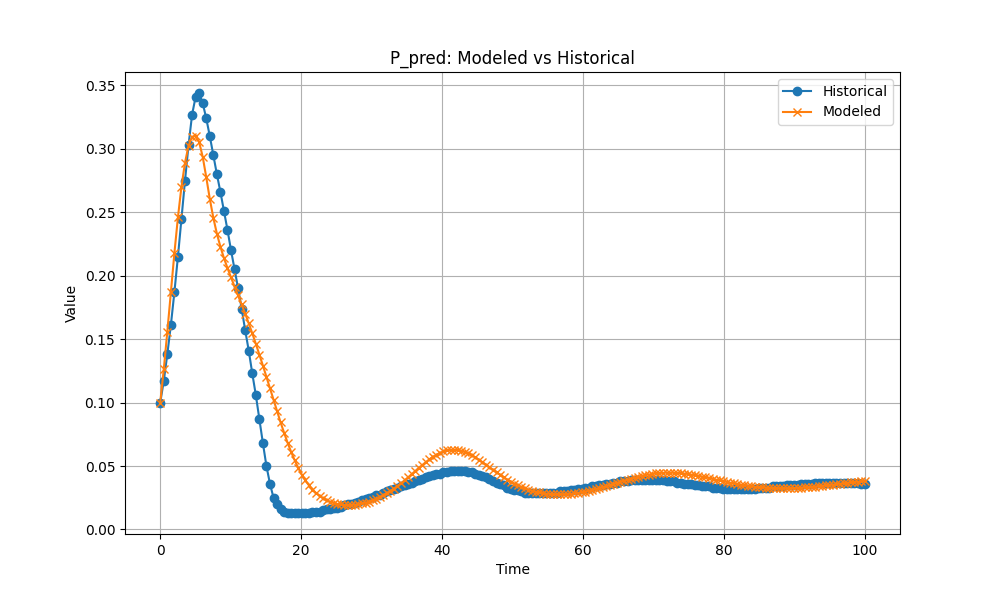 P_pred: Modeled vs Historical
Historical
Modeled
Value
0.35
0.30
0.25
0.20
0.15
0.10
0.05
0.00
0 20 40 60 80 100
Time